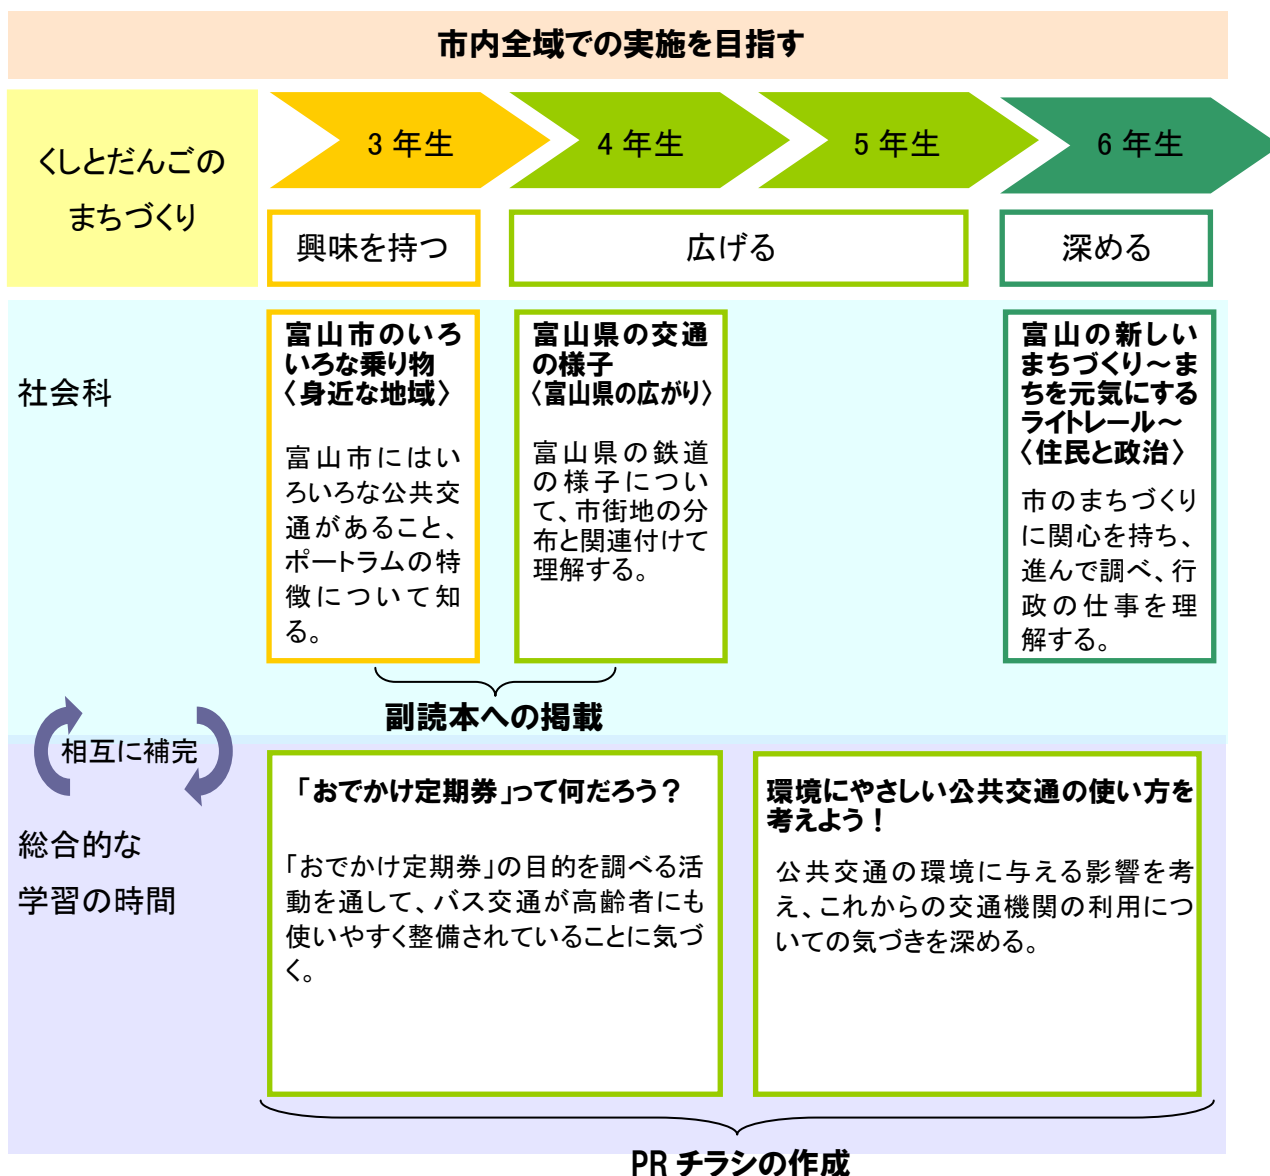 市内全域での実施を目指す
くしとだんごの
まちづくり
3 年生
4 年生
5 年生
6 年生
興味を持つ
広げる
深める
社会科
富山市のいろ
いろな乗り物
〈身近な地域〉
富山市にはい
ろいろな公共交
通があること、
ポートラムの特
徴について知
る。
富山県の交通
の様子
〈富山県の広がり〉
富山県の鉄道
の様子につい
て、市街地の分
布と関連付けて
理解する。
富山の新しい
まちづくり～ま
ちを元気にする
ライトレール～
〈住民と政治〉
市のまちづくり
に関心を持ち、
進んで調べ、行
政の仕事を理
解する。
副読本への掲載
相互に補完
総合的な
学習の時間
「おでかけ定期券」って何だろう？
「おでかけ定期券」の目的を調べる活
動を通して、バス交通が高齢者にも
使いやすく整備されていることに気づ
く。
環境にやさしい公共交通の使い方を
考えよう！
公共交通の環境に与える影響を考
え、これからの交通機関の利用につ
いての気づきを深める。
PR チラシの作成